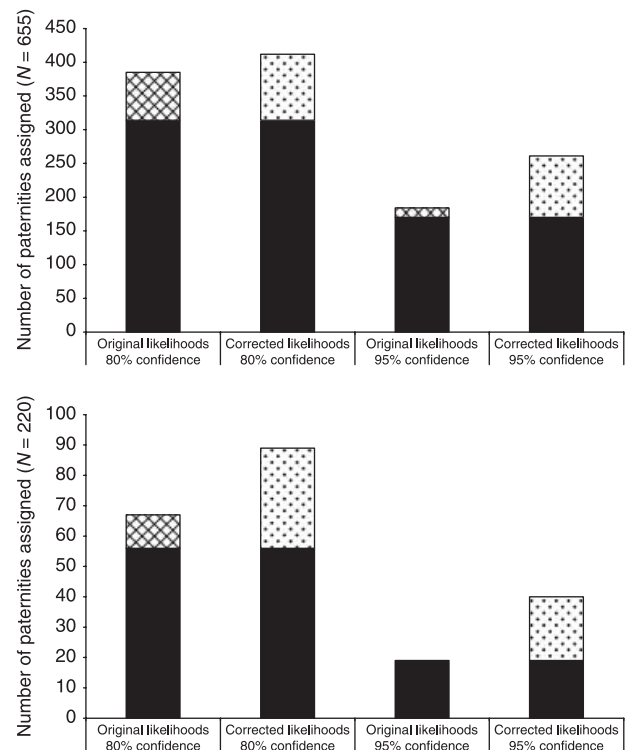 Number of paternities assigned (N = 655)
450
400
350
300
250
200
150
100
50
0
Original likelihoods
80% confidence
Corrected likelihoods
80% confidence
Original likelihoods
95% confidence
Corrected likelihoods
95% confidence
Number of paternities assigned (N = 220)
100
90
80
70
60
50
40
30
20
10
0
Original likelihoods
80% confidence
Corrected likelihoods
80% confidence
Original likelihoods
95% confidence
Corrected likelihoods
95% confidence